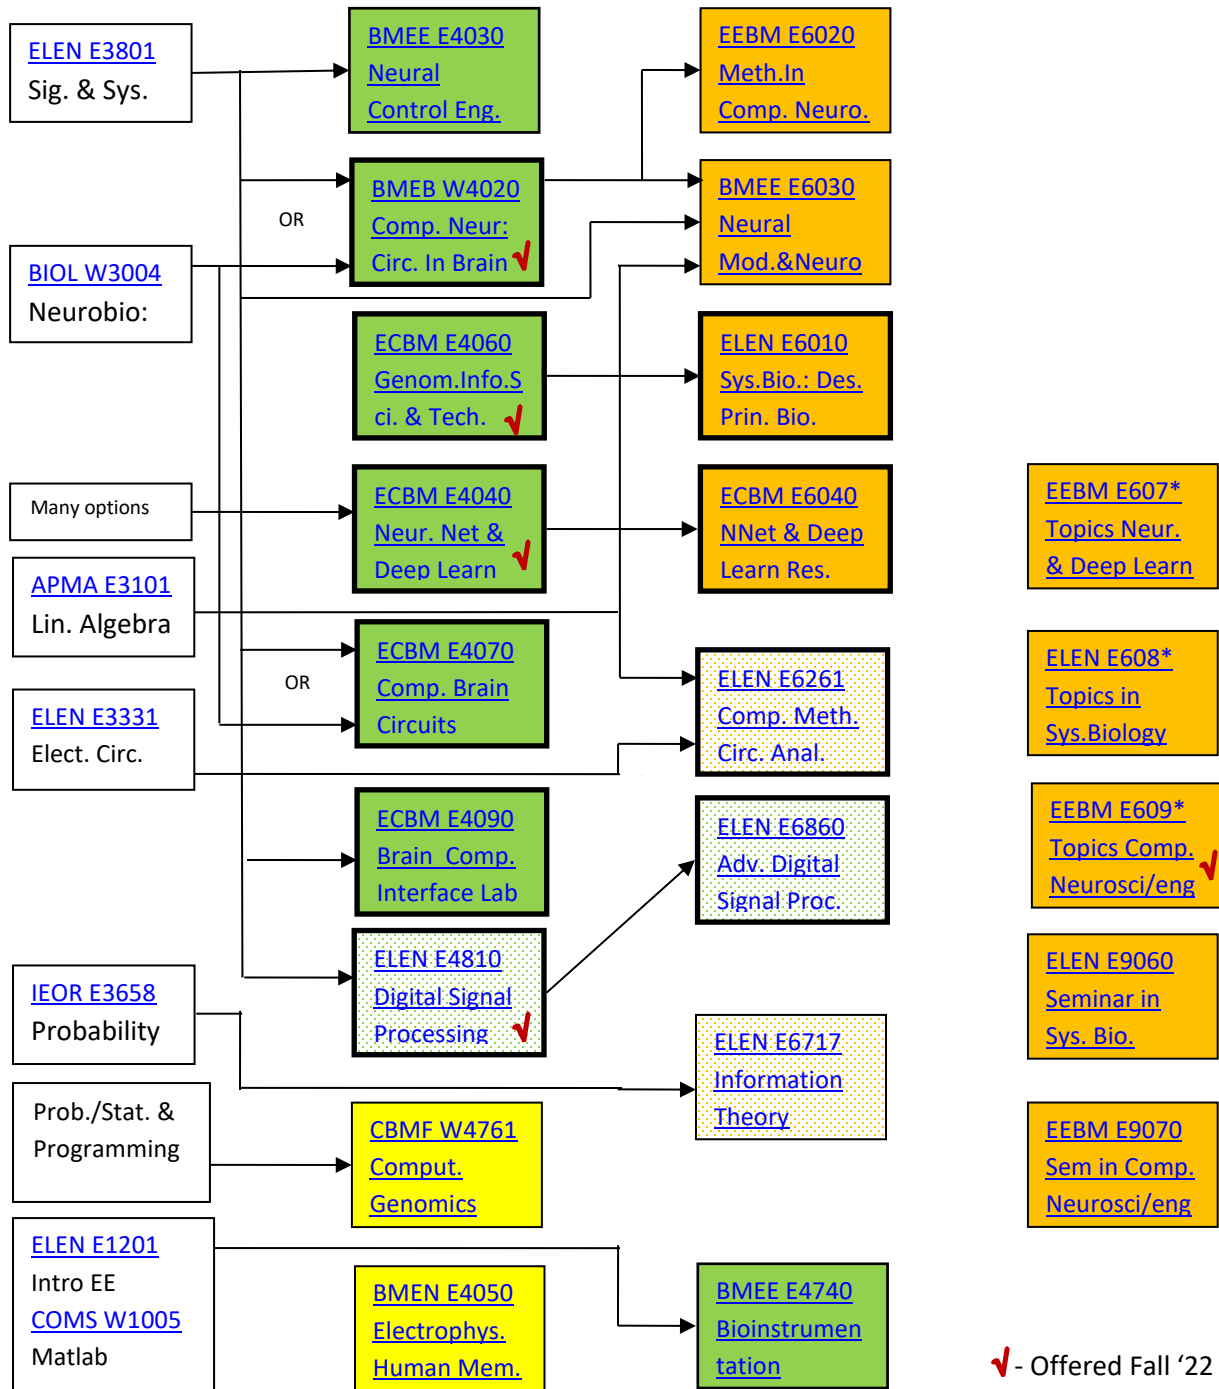 ELEN E3801
Sig. & Sys.
BMEE E4030
Neural
Control Eng.
EEBM E6020
Meth.In
Comp. Neuro.
BMEB W4020
Comp. Neur:
Circ. In Brain √
OR
BMEE E6030
Neural
Mod.&Neuro
BIOL W3004
Neurobio:
ECBM E4060
Genom.Info.S
ci. & Tech. √
ELEN E6010
Sys.Bio.: Des.
Prin. Bio.
Many options
ECBM E4040
Neur. Net &
Deep Learn √
ECBM E6040
NNet & Deep
Learn Res.
EEBM E607*
Topics Neur.
& Deep Learn
APMA E3101
Lin. Algebra
ECBM E4070
Comp. Brain
Circuits
OR
ELEN E6261
Comp. Meth.
Circ. Anal.
ELEN E608*
Topics in
Sys.Biology
ELEN E3331
Elect. Circ.
ECBM E4090
Brain Comp.
Interface Lab
ELEN E6860
Adv. Digital
Signal Proc.
EEBM E609*
Topics Comp.
Neurosci/eng √
ELEN E4810
Digital Signal
Processing √
ELEN E9060
Seminar in
Sys. Bio.
IEOR E3658
Probability
ELEN E6717
Information
Theory
Prob./Stat. &
Programming
CBMF W4761
Comput.
Genomics
EEBM E9070
Sem in Comp.
Neurosci/eng
ELEN E1201
Intro EE
COMS W1005
Matlab
BMEN E4050
Electrophys.
Human Mem.
BMEE E4740
Bioinstrumen
tation
√ - Offered Fall ‘22